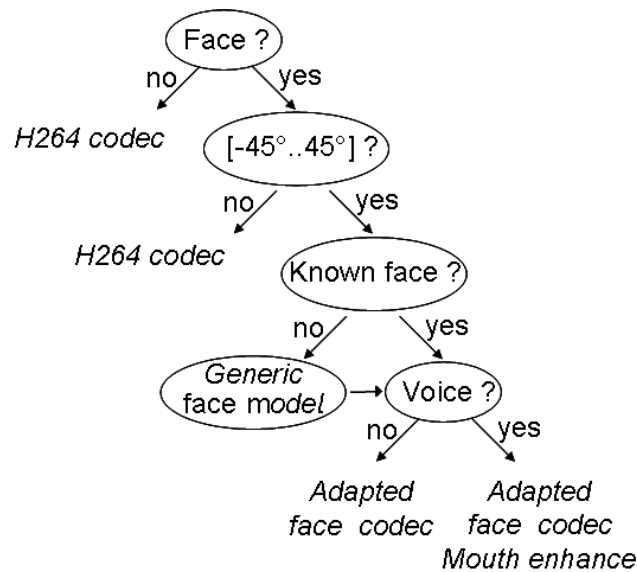 Face ?
no yes
H264 codec
[-45°..45°] ?
no yes
H264 codec
Known face ?
no yes
Generic
face model
Voice ?
no yes
Adapted
face codec
Adapted
face codec
Mouth enhance